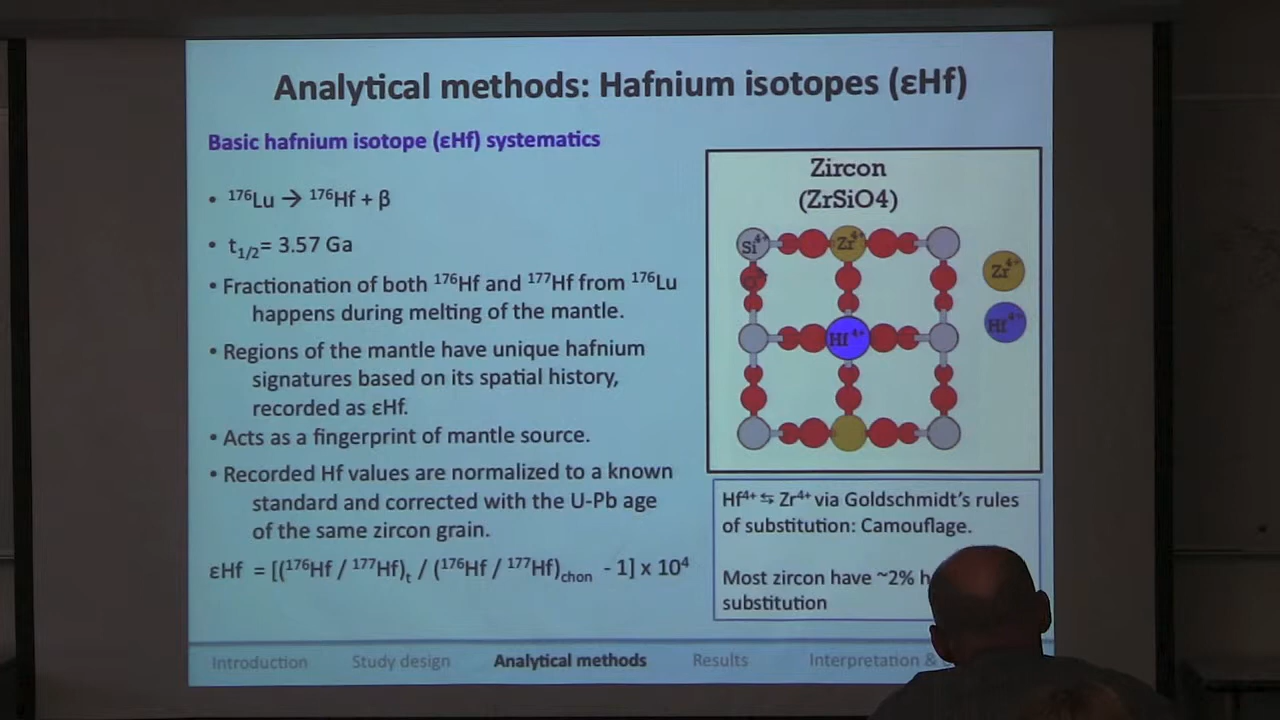 Analytical methods: Hafnium isotopes (εHf)
Basic hafnium isotope (εHf) systematics
• ¹⁷⁶Lu → ¹⁷⁶Hf + β
• t₁/₂= 3.57 Ga
• Fractionation of both ¹⁷⁶Hf and ¹⁷⁷Hf from ¹⁷⁶Lu
happens during melting of the mantle.
• Regions of the mantle have unique hafnium
signatures based on its spatial history,
recorded as εHf.
• Acts as a fingerprint of mantle source.
• Recorded Hf values are normalized to a known
standard and corrected with the U-Pb age
of the same zircon grain.
εHf = [(¹⁷⁶Hf / ¹⁷⁷Hf)t / (¹⁷⁶Hf / ¹⁷⁷Hf)chon - 1] x 10⁴
Zircon
(ZrSiO4)
Si⁴⁺
Zr⁴⁺
Zr⁴⁺
Hf⁴⁺
Hf⁴⁺
Hf⁴⁺ ⇆ Zr⁴⁺ via Goldschmidt's rules
of substitution: Camouflage.
Most zircon have ~2% h
substitution
Introduction
Study design
Analytical methods
Results
Interpretation &